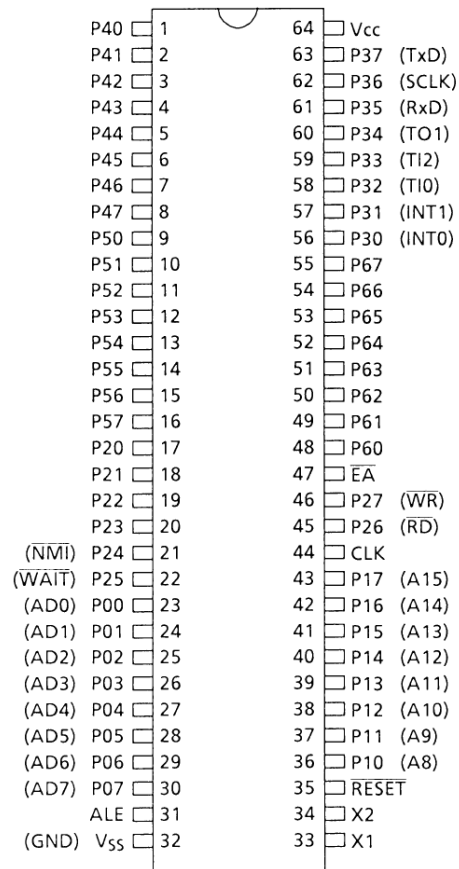 P40 1 64 Vcc
P41 2 63 P37 (TxD)
P42 3 62 P36 (SCLK)
P43 4 61 P35 (RxD)
P44 5 60 P34 (TO1)
P45 6 59 P33 (TI2)
P46 7 58 P32 (TI0)
P47 8 57 P31 (INT1)
P50 9 56 P30 (INT0)
P51 10 55 P67
P52 11 54 P66
P53 12 53 P65
P54 13 52 P64
P55 14 51 P63
P56 15 50 P62
P57 16 49 P61
P20 17 48 P60
P21 18 47 E̅A̅
P22 19 46 P27 (W̅R̅)
P23 20 45 P26 (R̅D̅)
(N̅M̅I̅) P24 21 44 CLK
(W̅A̅I̅T̅) P25 22 43 P17 (A15)
(AD0) P00 23 42 P16 (A14)
(AD1) P01 24 41 P15 (A13)
(AD2) P02 25 40 P14 (A12)
(AD3) P03 26 39 P13 (A11)
(AD4) P04 27 38 P12 (A10)
(AD5) P05 28 37 P11 (A9)
(AD6) P06 29 36 P10 (A8)
(AD7) P07 30 35 R̅E̅S̅E̅T̅
ALE 31 34 X2
(GND) VSS 32 33 X1